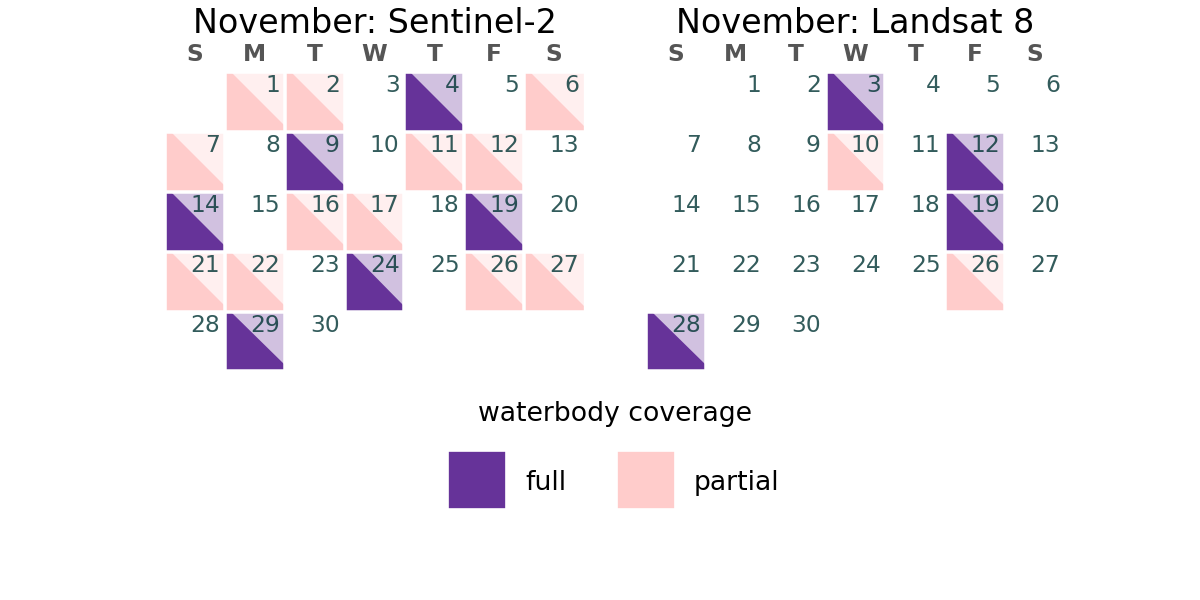 November: Sentinel-2
S M T W T F S
1 2 3 4 5 6
7 8 9 10 11 12 13
14 15 16 17 18 19 20
21 22 23 24 25 26 27
28 29 30
November: Landsat 8
S M T W T F S
1 2 3 4 5 6
7 8 9 10 11 12 13
14 15 16 17 18 19 20
21 22 23 24 25 26 27
28 29 30
waterbody coverage
full partial